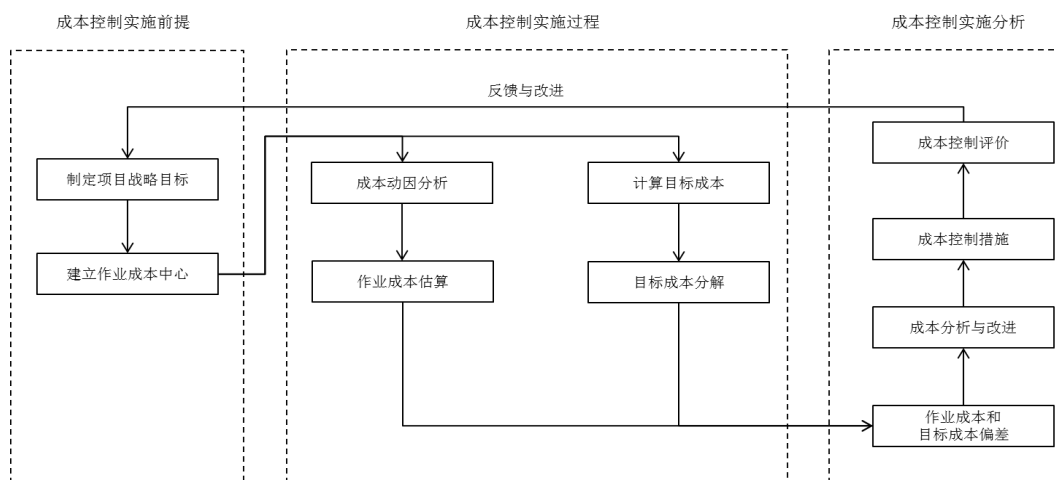 成本控制实施前提
成本控制实施过程
成本控制实施分析
反馈与改进
制定项目战略目标
建立作业成本中心
成本动因分析
作业成本估算
计算目标成本
目标成本分解
成本控制评价
成本控制措施
成本分析与改进
作业成本和
目标成本偏差